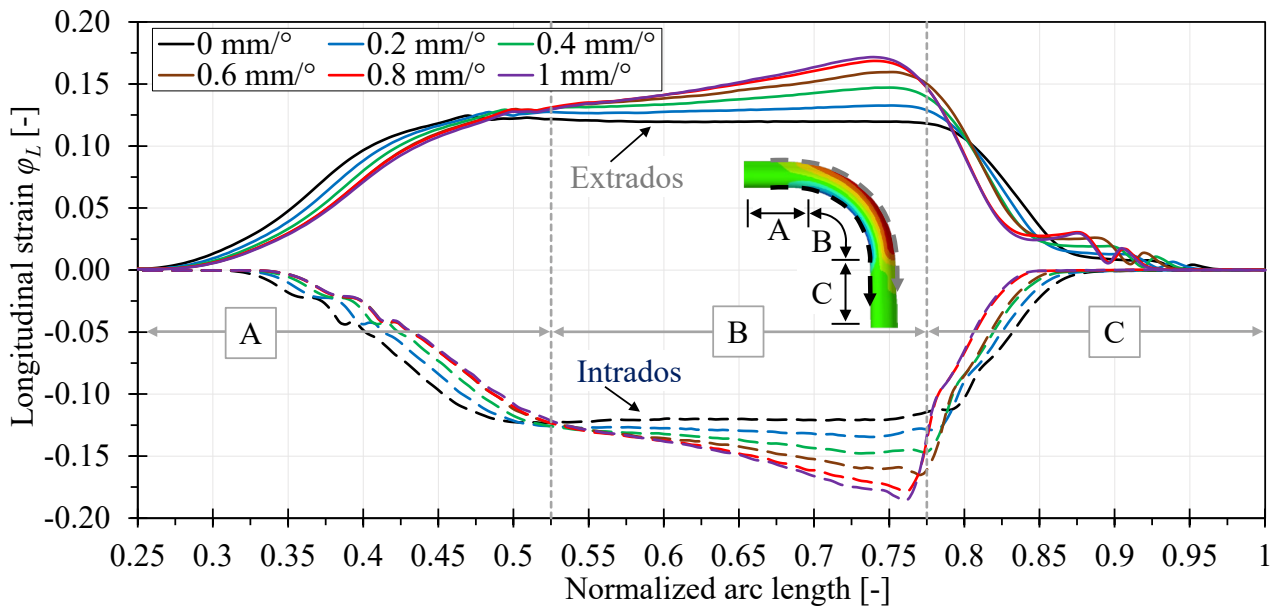 0.20
0.15
0.10
0.05
0.00
-0.05
-0.10
-0.15
-0.20
Longitudinal strain φ_L [-]
0 mm/° 0.2 mm/° 0.4 mm/°
0.6 mm/° 0.8 mm/° 1 mm/°
Extrados
A
B
C
A B C
Intrados
0.25 0.3 0.35 0.4 0.45 0.5 0.55 0.6 0.65 0.7 0.75 0.8 0.85 0.9 0.95 1
Normalized arc length [-]